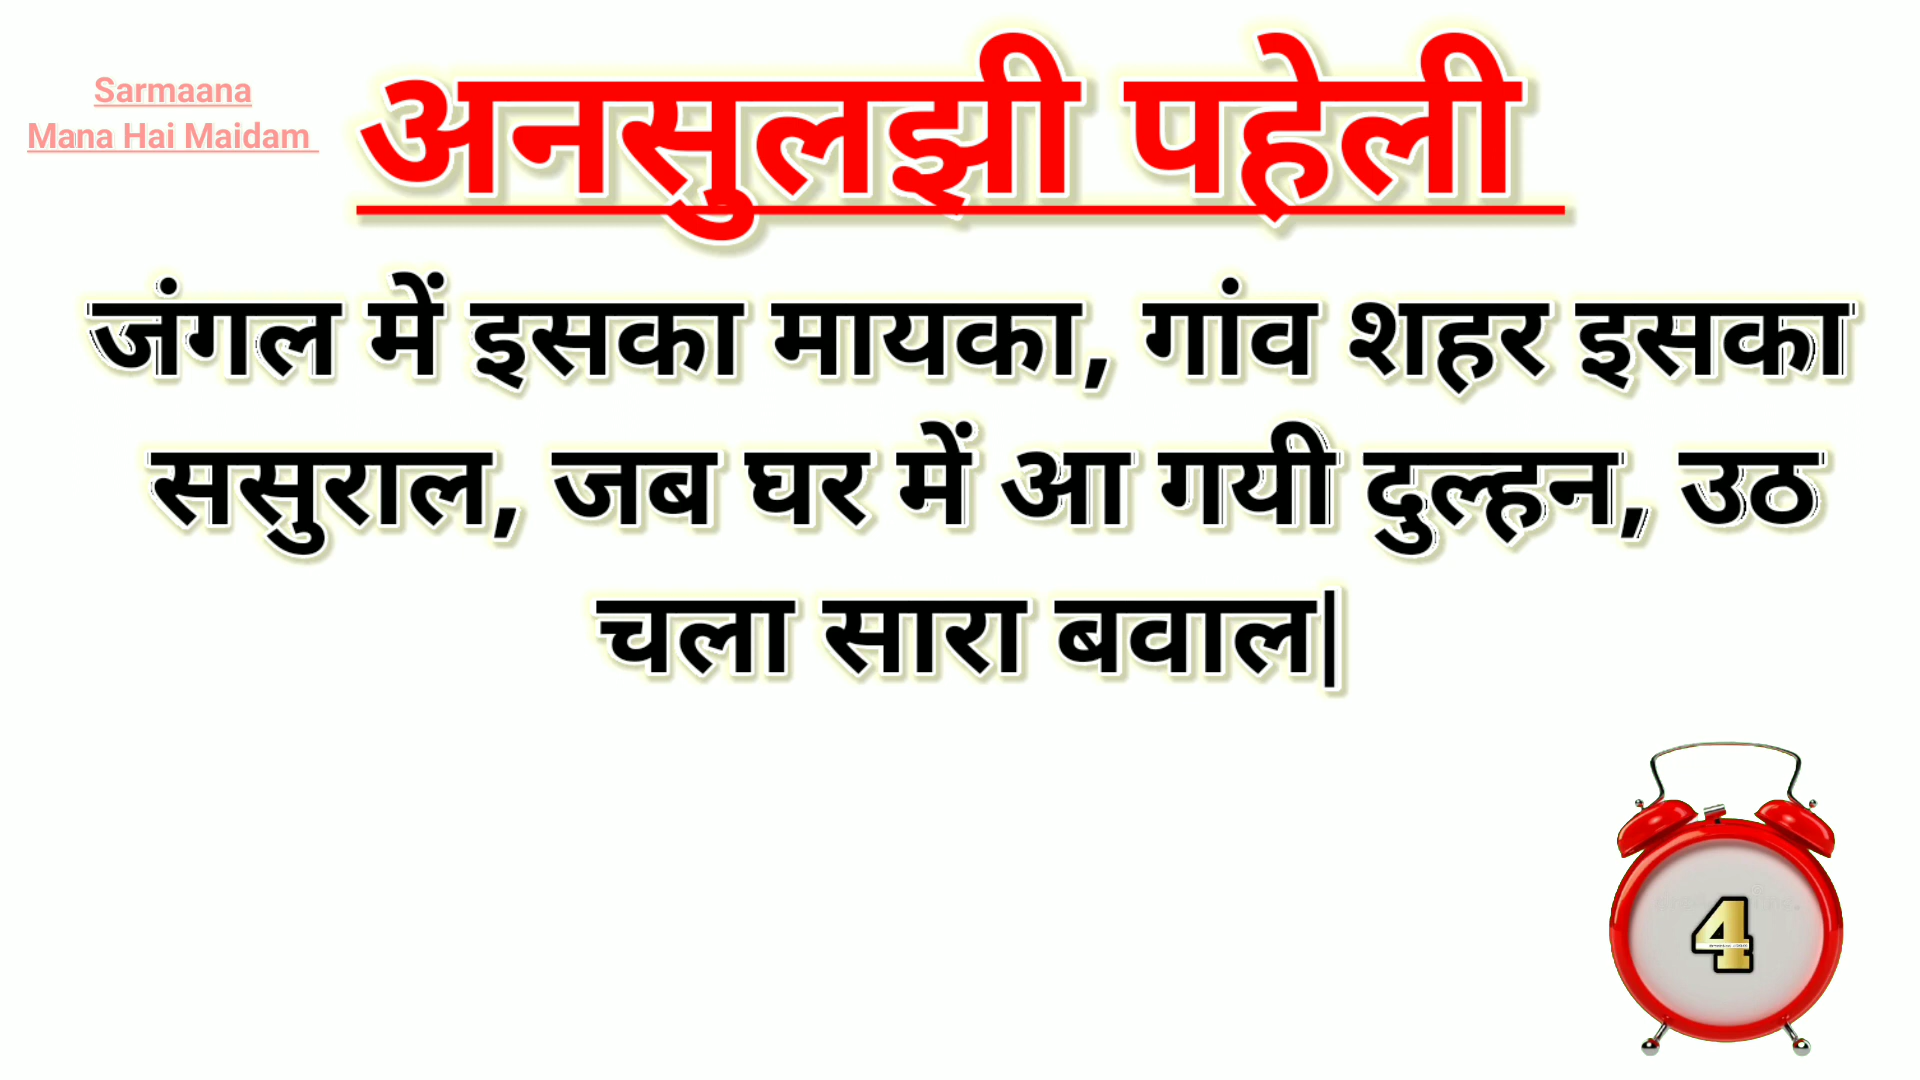 Sarmaana
Mana Hai Maidam
अनसुलझी पहेली
जंगल में इसका मायका, गांव शहर इसका
ससुराल, जब घर में आ गयी दुल्हन, उठ
चला सारा बवाल|
4